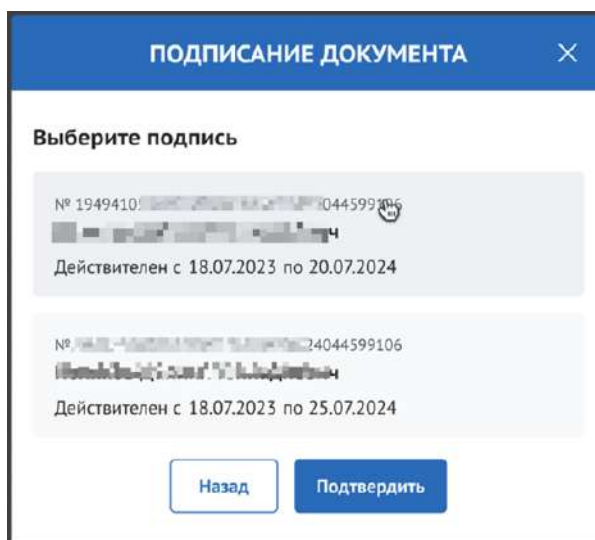 ПОДПИСАНИЕ ДОКУМЕНТА
Выберите подпись
№ 1949410
Действителен с 18.07.2023 по 20.07.2024
№ 24044599106
Действителен с 18.07.2023 по 25.07.2024
Назад
Подтвердить